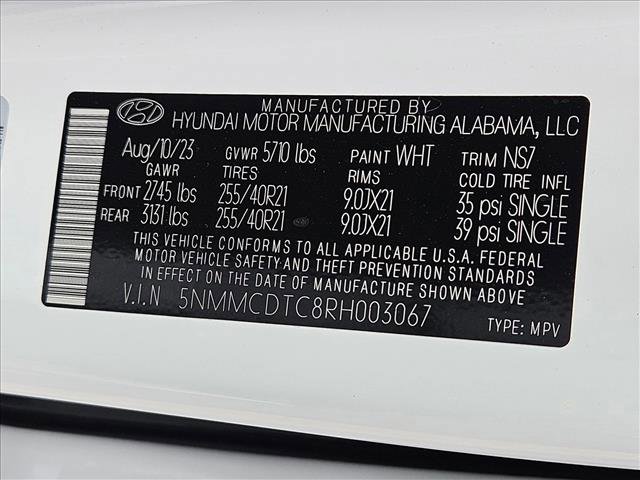 MANUFACTURED BY
HYUNDAI MOTOR MANUFACTURING ALABAMA, LLC
Aug/10/23 GVWR 5710 lbs PAINT WHT TRIM NS7
GAWR TIRES RIMS COLD TIRE INFL
FRONT 2745 lbs 255/40R21 9.0JX21 35 psi SINGLE
REAR 3131 lbs 255/40R21 9.0JX21 39 psi SINGLE
THIS VEHICLE CONFORMS TO ALL APPLICABLE U.S.A. FEDERAL
MOTOR VEHICLE SAFETY AND THEFT PREVENTION STANDARDS
IN EFFECT ON THE DATE OF MANUFACTURE SHOWN ABOVE.
V.I.N 5NMMCDTC8RH003067
TYPE: MPV